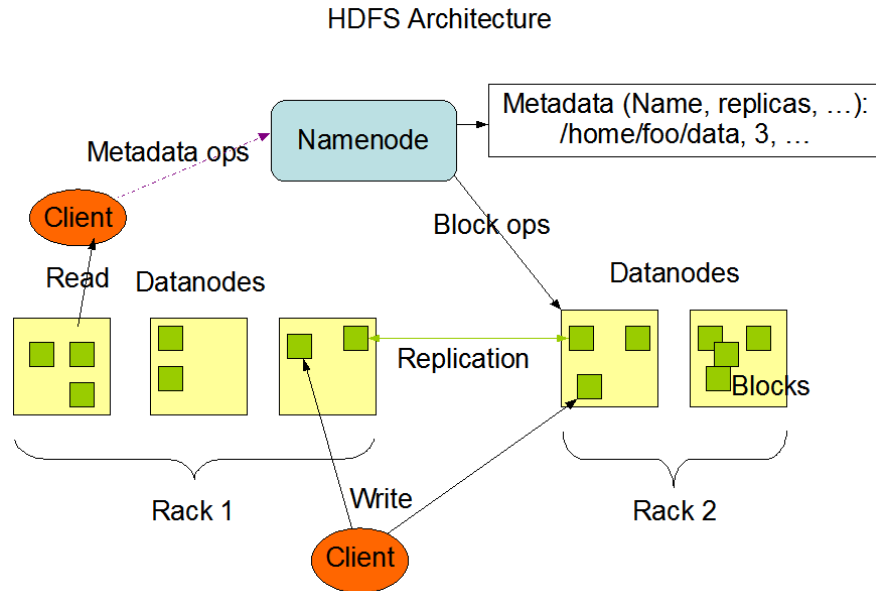 HDFS Architecture
Metadata (Name, replicas, …):
/home/foo/data, 3, …
Namenode
Metadata ops
Client
Block ops
Read
Datanodes
Datanodes
Replication
Blocks
Rack 1
Write
Rack 2
Client